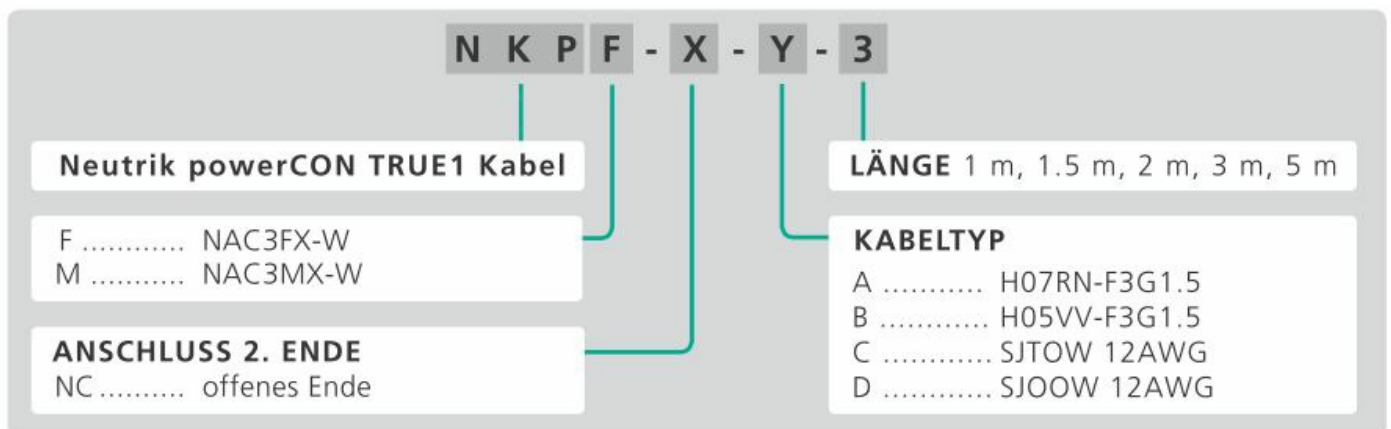 NKPF-X-Y-3
Neutrik powerCON TRUE1 Kabel
F ............ NAC3FX-W
M ........... NAC3MX-W
ANSCHLUSS 2. ENDE
NC .......... offenes Ende
LÄNGE 1 m, 1.5 m, 2 m, 3 m, 5 m
KABELTYP
A ........... H07RN-F3G1.5
B ............ H05VV-F3G1.5
C ............ SJTOW 12AWG
D ............ SJOOW 12AWG